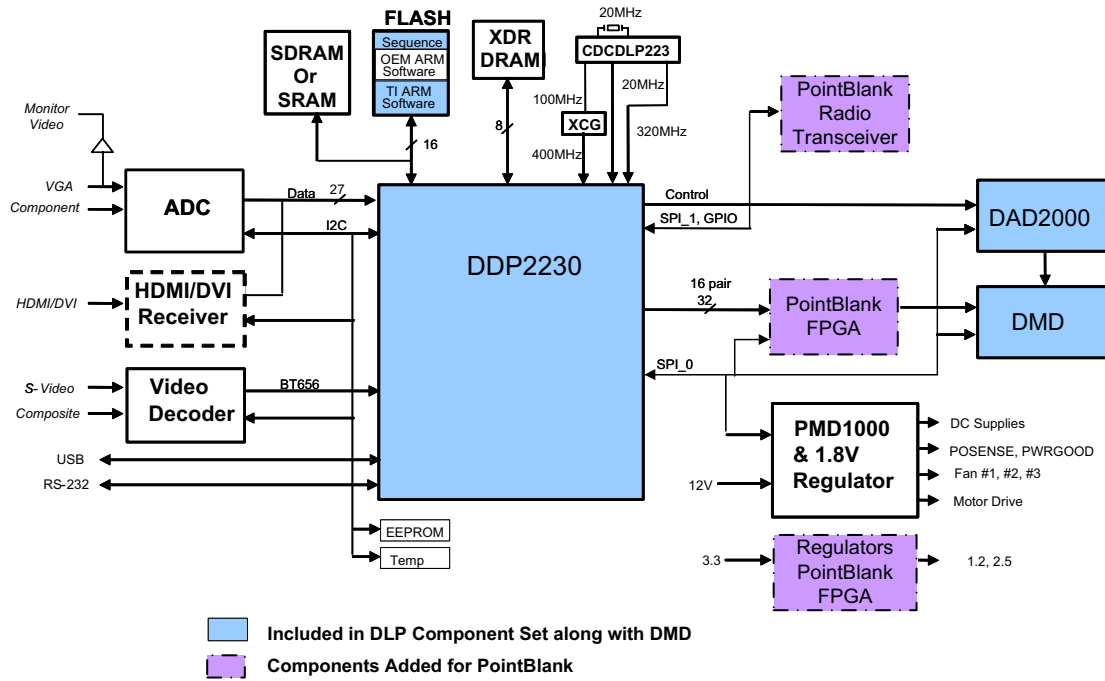 20MHz
FLASH
Sequence
OEM ARM
Software
TI ARM
Software
SDRAM
Or
SRAM
XDR
DRAM
CDCDLP223
100MHz
20MHz
XCG
320MHz
400MHz
8
16
PointBlank
Radio
Transceiver
Monitor
Video
VGA
Component
ADC
Data
27
I2C
Control
SPI_1, GPIO
DAD2000
DDP2230
HDMI/DVI
HDMI/DVI
Receiver
16 pair
32
PointBlank
FPGA
DMD
S-Video
Composite
Video
Decoder
BT656
SPI_0
USB
RS-232
PMD1000
& 1.8V
Regulator
12V
DC Supplies
POSENSE, PWRGOOD
Fan #1, #2, #3
Motor Drive
EEPROM
Temp
3.3
Regulators
PointBlank
FPGA
1.2, 2.5
Included in DLP Component Set along with DMD
Components Added for PointBlank